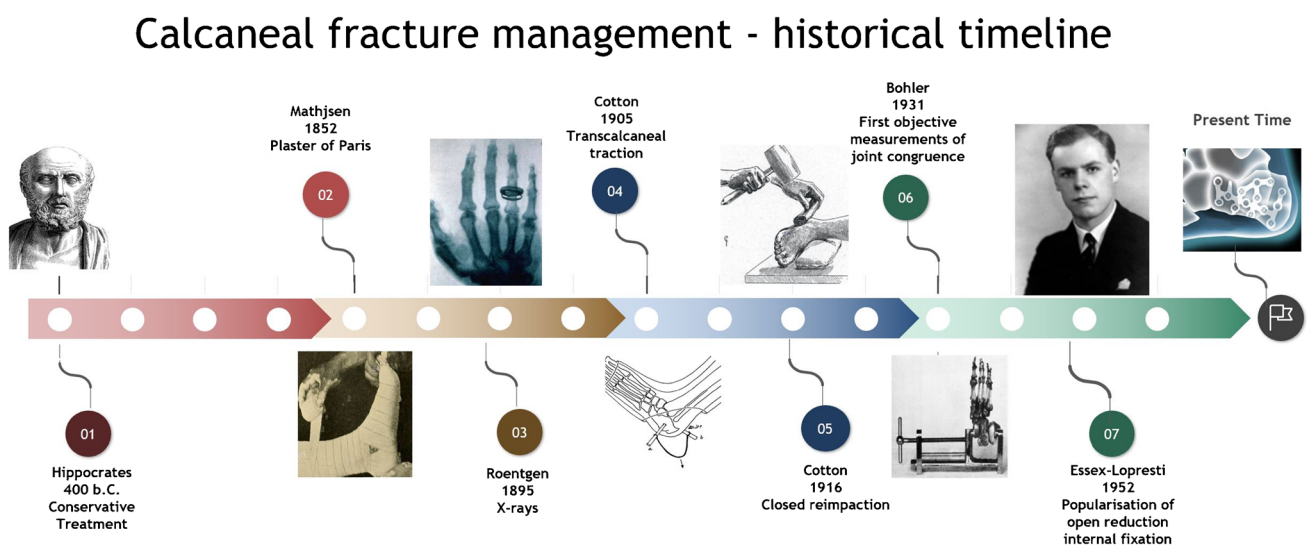 Calcaneal fracture management - historical timeline
Mathjsen
1852
Plaster of Paris
02
Cotton
1905
Transcalcaneal
traction
04
Bohler
1931
First objective
measurements of
joint congruence
06
Present Time
01
Hippocrates
400 b.C.
Conservative
Treatment
03
Roentgen
1895
X-rays
05
Cotton
1916
Closed reimpaction
07
Essex-Lopresti
1952
Popularisation of
open reduction
internal fixation